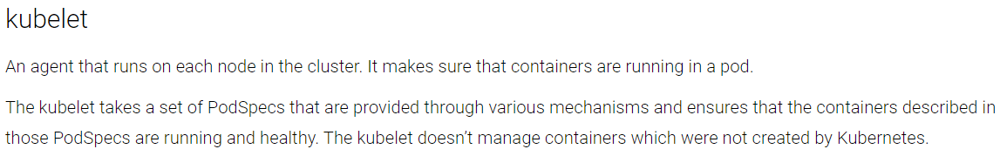 kubelet
An agent that runs on each node in the cluster. It makes sure that containers are running in a pod.
The kubelet takes a set of PodSpecs that are provided through various mechanisms and ensures that the containers described in
those PodSpecs are running and healthy. The kubelet doesn’t manage containers which were not created by Kubernetes.